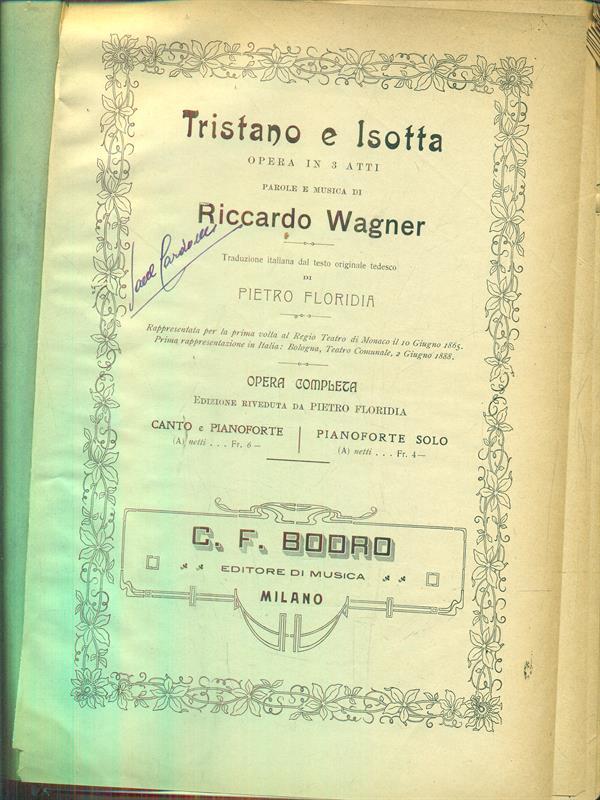 Tristano e Isotta
OPERA IN 3 ATTI
PAROLE E MUSICA DI
Riccardo Wagner
Traduzione italiana dal testo originale tedesco
DI
PIETRO FLORIDIA
Rappresentata per la prima volta al Regio Teatro di Monaco il 10 Giugno 1865.
Prima rappresentazione in Italia: Bologna, Teatro Comunale, 2 Giugno 1888.
OPERA COMPLETA
EDIZIONE RIVEDUTA DA PIETRO FLORIDIA
CANTO e PIANOFORTE
(A) netti . . . Fr. 6 —
PIANOFORTE SOLO
(A) netti . . . Fr. 4 —
C. F. BODRO
EDITORE DI MUSICA
MILANO